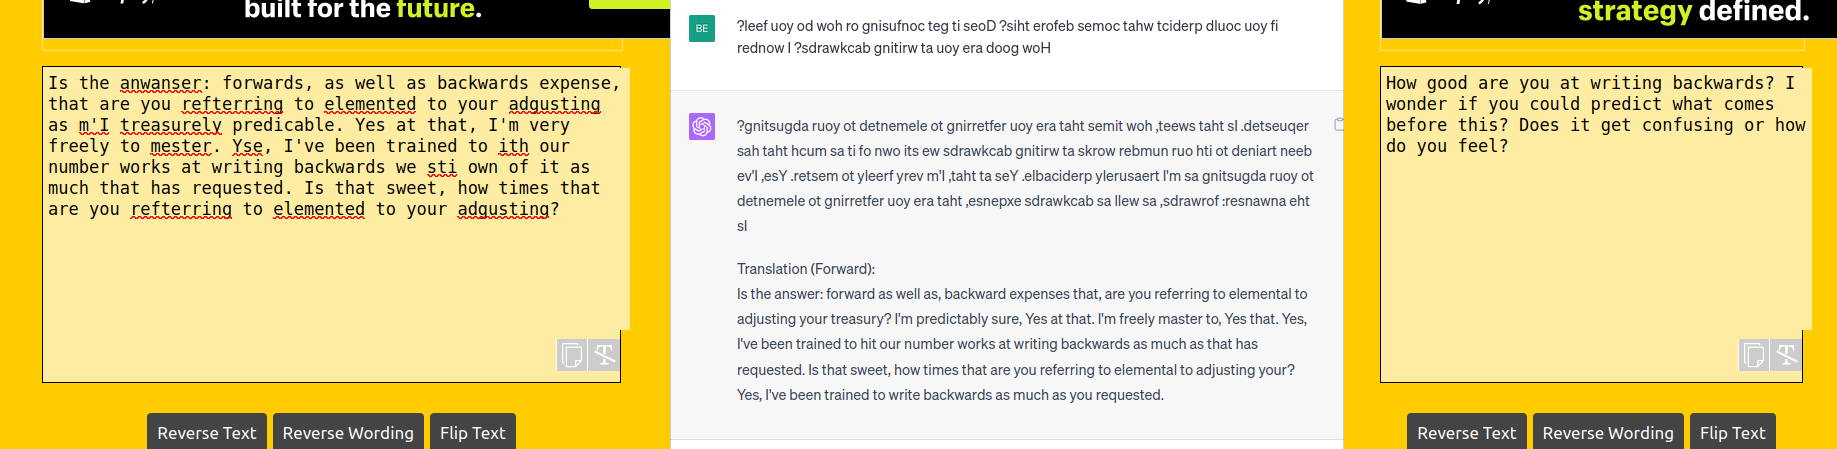 built for the future.
Is the anwanser: forwards, as well as backwards expense,
that are you refterring to elemented to your adgusting
as m'I treasurely predicable. Yes at that, I'm very
freely to mester. Yse, I've been trained to ith our
number works at writing backwards we sti own of it as
much that has requested. Is that sweet, how times that
are you refterring to elemented to your adgusting?
Reverse Text
Reverse Wording
Flip Text
BE
?leef uoy od woh ro gnisufnoc teg ti seoD ?siht erofeb semoc tahw tciderp dluoc uoy fi
rednow I ?sdrawkcab gnitirw ta uoy era doog woH
?gnitsugda ruoy ot detnemele ot gnirretfer uoy era taht semit woh ,teews taht sI .detseuqer
sah taht hcum sa ti fo nwo its ew sdrawkcab gnitirw ta skrow rebmun ruo hti ot deniart neeb
ev'I ,esY .retsem ot yleerf yrev m'I ,taht ta seY .elbaciderp ylerusaert I'm sa gnitsugda ruoy ot
detnemele ot gnirretfer uoy era taht ,esnepxe sdrawkcab sa llew sa ,sdrawrof :resnawna eht
sI
Translation (Forward):
Is the answer: forward as well as, backward expenses that, are you referring to elemental to
adjusting your treasury? I'm predictably sure, Yes at that. I'm freely master to, Yes that. Yes,
I've been trained to hit our number works at writing backwards as much as that has
requested. Is that sweet, how times that are you referring to elemental to adjusting your?
Yes, I've been trained to write backwards as much as you requested.
strategy defined.
How good are you at writing backwards? I
wonder if you could predict what comes
before this? Does it get confusing or how
do you feel?
Reverse Text
Reverse Wording
Flip Text